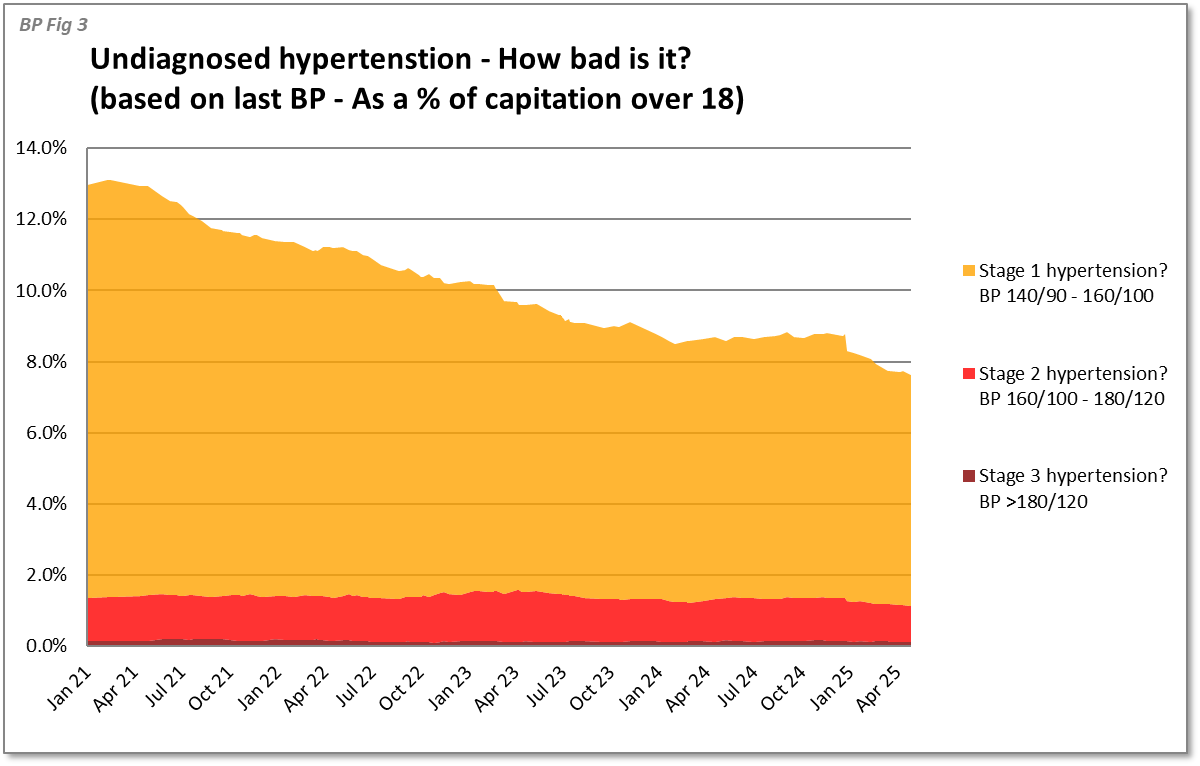 BP Fig 3
Undiagnosed hypertenstion - How bad is it?
(based on last BP - As a % of capitation over 18)
14.0%
12.0%
10.0%
8.0%
6.0%
4.0%
2.0%
0.0%
Jan 21
Apr 21
Jul 21
Oct 21
Jan 22
Apr 22
Jul 22
Oct 22
Jan 23
Apr 23
Jul 23
Oct 23
Jan 24
Apr 24
Jul 24
Oct 24
Jan 25
Apr 25
Stage 1 hypertension?
BP 140/90 - 160/100
Stage 2 hypertension?
BP 160/100 - 180/120
Stage 3 hypertension?
BP >180/120